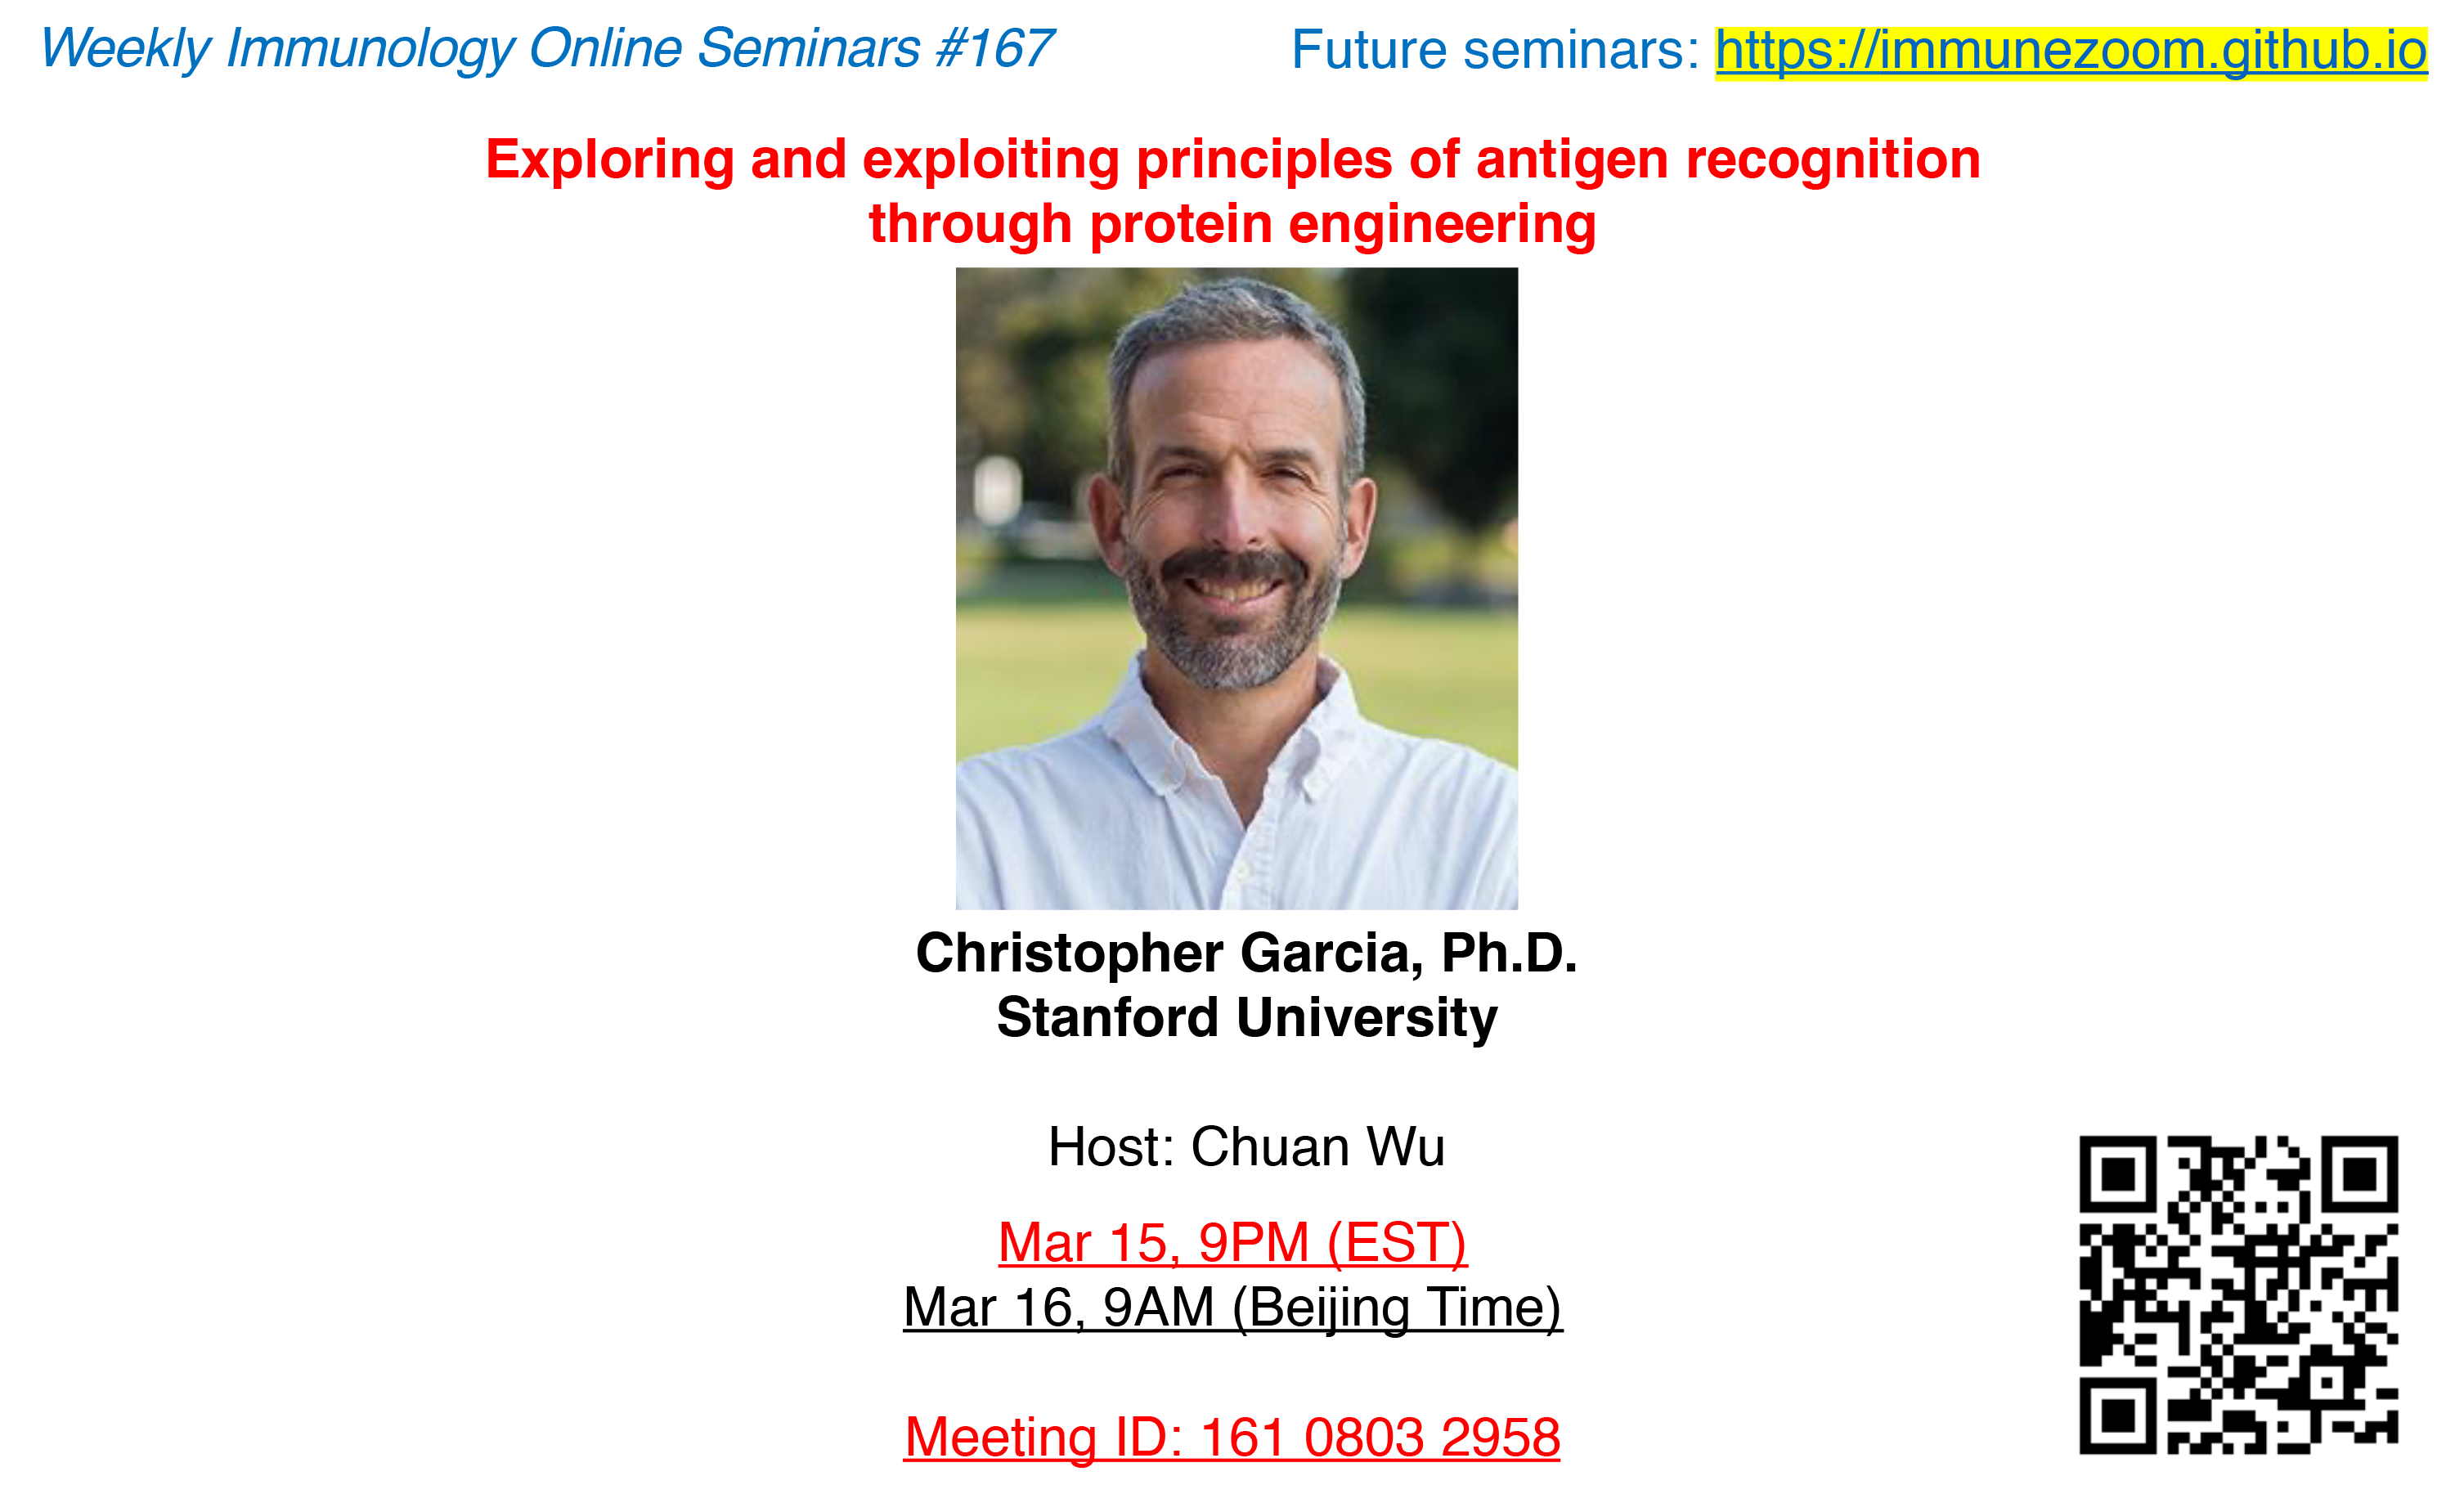 Weekly Immunology Online Seminars #167
Future seminars: https://immunezoom.github.io
Exploring and exploiting principles of antigen recognition
through protein engineering
Christopher Garcia, Ph.D.
Stanford University
Host: Chuan Wu
Mar 15, 9PM (EST)
Mar 16, 9AM (Beijing Time)
Meeting ID: 161 0803 2958